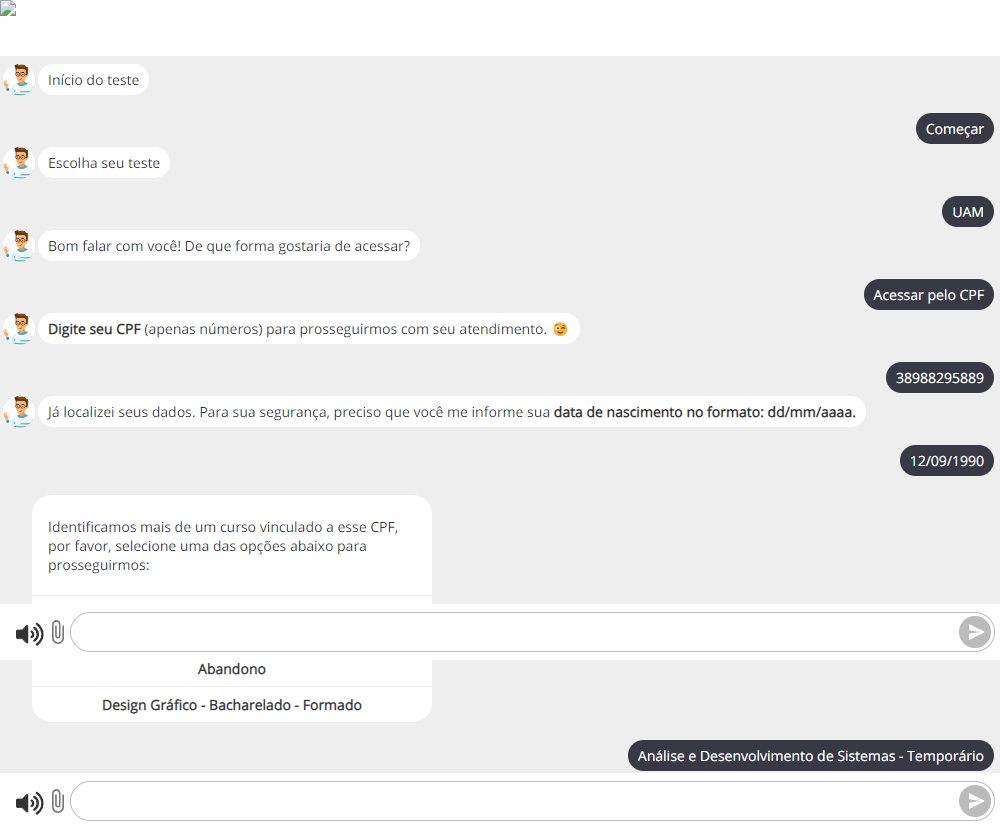 Início do teste
Começar
Escolha seu teste
UAM
Bom falar com você! De que forma gostaria de acessar?
Acessar pelo CPF
Digite seu CPF (apenas números) para prosseguirmos com seu atendimento. 😉
38988295889
Já localizei seus dados. Para sua segurança, preciso que você me informe sua data de nascimento no formato: dd/mm/aaaa.
12/09/1990
Identificamos mais de um curso vinculado a esse CPF,
por favor, selecione uma das opções abaixo para
prosseguirmos:
Abandono
Design Gráfico - Bacharelado - Formado
Análise e Desenvolvimento de Sistemas - Temporário